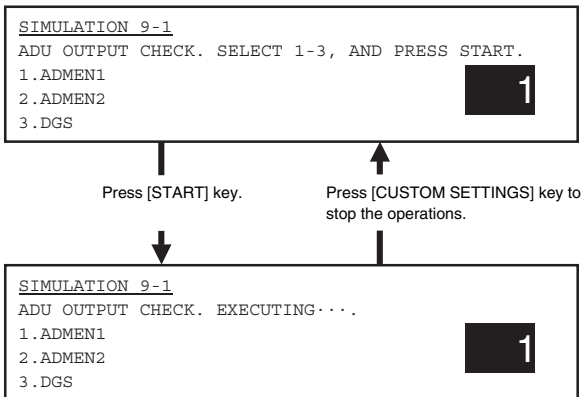 SIMULATION 9-1
ADU OUTPUT CHECK. SELECT 1-3, AND PRESS START.
1.ADMEN1
2.ADMEN2
3.DGS
1
Press [START] key.
Press [CUSTOM SETTINGS] key to
stop the operations.
SIMULATION 9-1
ADU OUTPUT CHECK. EXECUTING···.
1.ADMEN1
2.ADMEN2
3.DGS
1